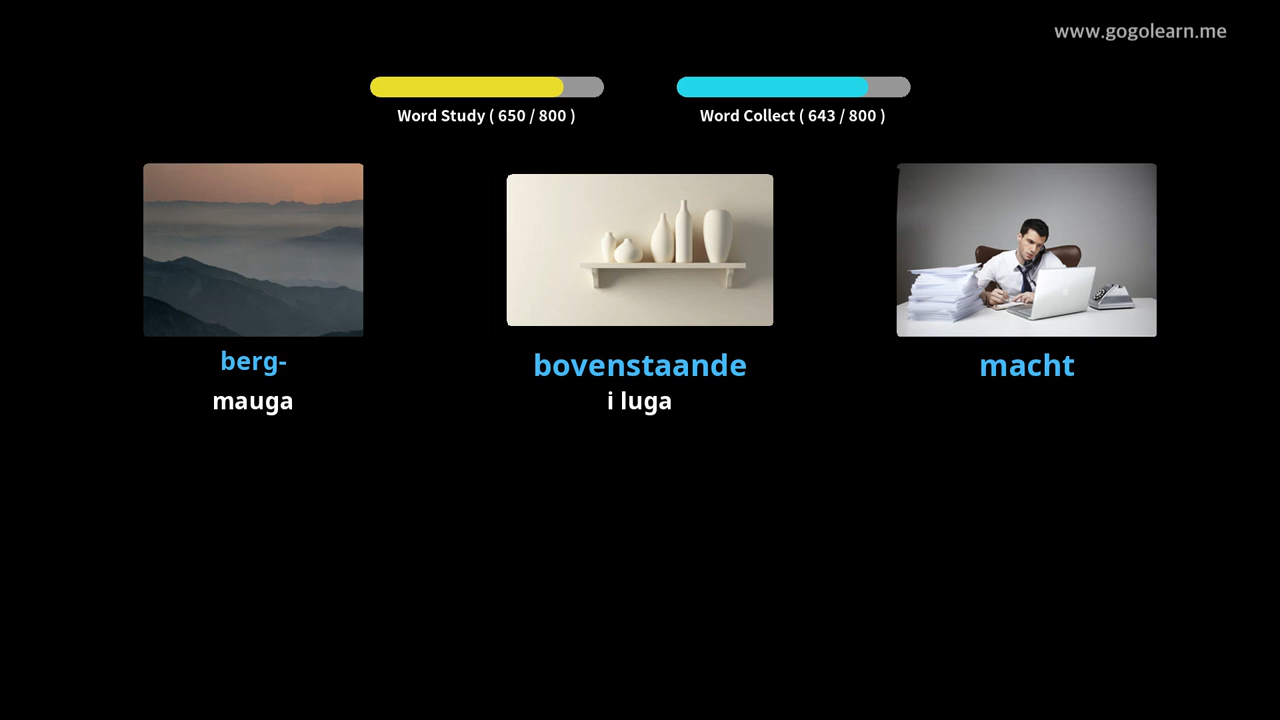 www.gogolearn.me
Word Study ( 650 / 800 )
Word Collect ( 643 / 800 )
berg-
bovenstaande
macht
mauga
i luga